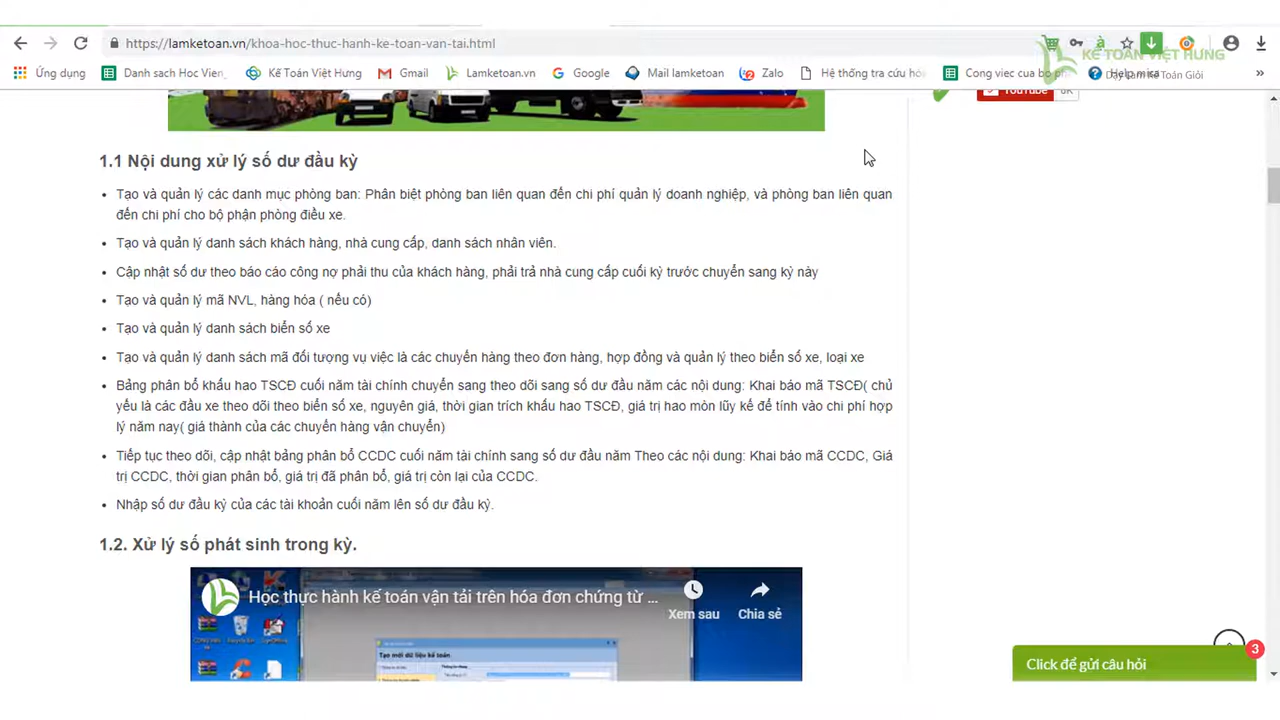 https://lamketoan.vn/khoa-hoc-thuc-hanh-ke-toan-van-tai.html
KẾ TOÁN VIỆT HƯNG
Dạy Làm Kế Toán Giỏi
Ứng dụng
Danh sach Hoc Vien
Kế Toán Việt Hưng
Gmail
Lamketoan.vn
Google
Mail lamketoan
Zalo
Hệ thống tra cứu hó
Cong viec cua bo ph
Help misa
»
YouTube 6K
1.1 Nội dung xử lý số dư đầu kỳ
• Tạo và quản lý các danh mục phòng ban: Phân biệt phòng ban liên quan đến chi phí quản lý doanh nghiệp, và phòng ban liên quan
đến chi phí cho bộ phận phòng điều xe.
• Tạo và quản lý danh sách khách hàng, nhà cung cấp, danh sách nhân viên.
• Cập nhật số dư theo báo cáo công nợ phải thu của khách hàng, phải trả nhà cung cấp cuối kỳ trước chuyển sang kỳ này
• Tạo và quản lý mã NVL, hàng hóa ( nếu có)
• Tạo và quản lý danh sách biển số xe
• Tạo và quản lý danh sách mã đối tượng vụ việc là các chuyến hàng theo đơn hàng, hợp đồng và quản lý theo biển số xe, loại xe
• Bảng phân bổ khấu hao TSCĐ cuối năm tài chính chuyển sang theo dõi sang số dư đầu năm các nội dung: Khai báo mã TSCĐ( chủ
yếu là các đầu xe theo dõi theo biển số xe, nguyên giá, thời gian trích khấu hao TSCĐ, giá trị hao mòn lũy kế để tính vào chi phí hợp
lý năm nay( giá thành của các chuyến hàng vận chuyển)
• Tiếp tục theo dõi, cập nhật bảng phân bổ CCDC cuối năm tài chính sang số dư đầu năm Theo các nội dung: Khai báo mã CCDC, Giá
trị CCDC, thời gian phân bổ, giá trị đã phân bổ, giá trị còn lại của CCDC.
• Nhập số dư đầu kỳ của các tài khoản cuối năm lên số dư đầu kỳ.
1.2. Xử lý số phát sinh trong kỳ.
Học thực hành kế toán vận tải trên hóa đơn chứng từ ...
Xem sau
Chia sẻ
Tạo mới dữ liệu kế toán
3
Click để gửi câu hỏi